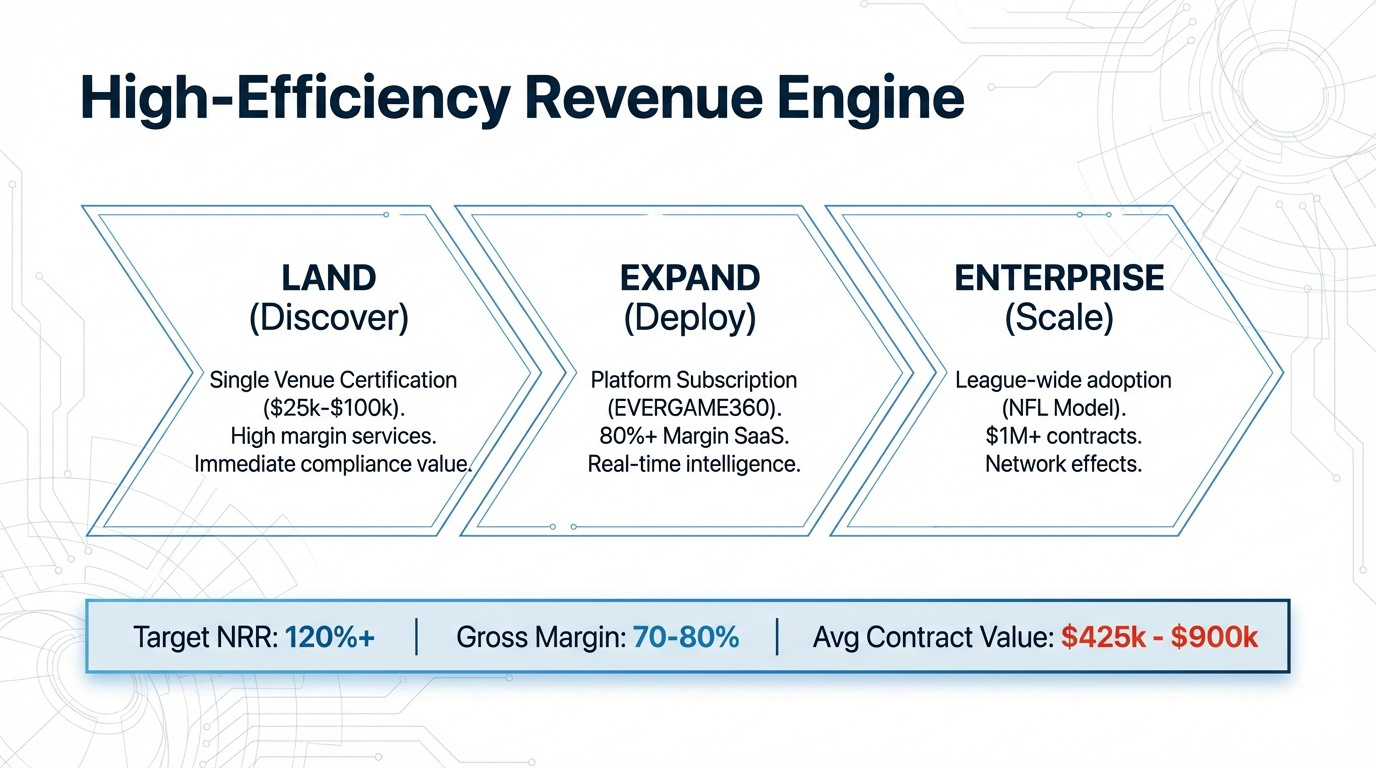 High-Efficiency Revenue Engine
LAND
(Discover)
Single Venue Certification
($25k-$100k).
High margin services.
Immediate compliance value.
EXPAND
(Deploy)
Platform Subscription
(EVERGAME360).
80%+ Margin SaaS.
Real-time intelligence.
ENTERPRISE
(Scale)
League-wide adoption
(NFL Model).
$1M+ contracts.
Network effects.
Target NRR: 120%+
Gross Margin: 70-80%
Avg Contract Value: $425k - $900k